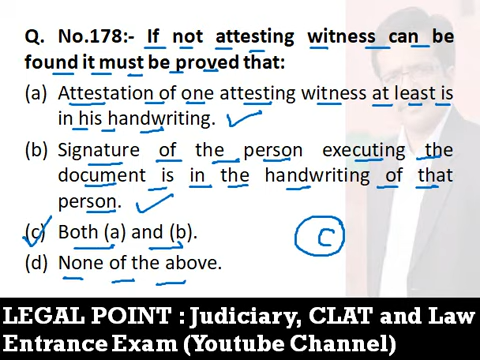 Q. No.178:- If not attesting witness can be
found it must be proved that:
(a) Attestation of one attesting witness at least is
in his handwriting.
(b) Signature of the person executing the
document is in the handwriting of that
person.
(c) Both (a) and (b).
C
(d) None of the above.
LEGAL POINT : Judiciary, CLAT and Law
Entrance Exam (Youtube Channel)